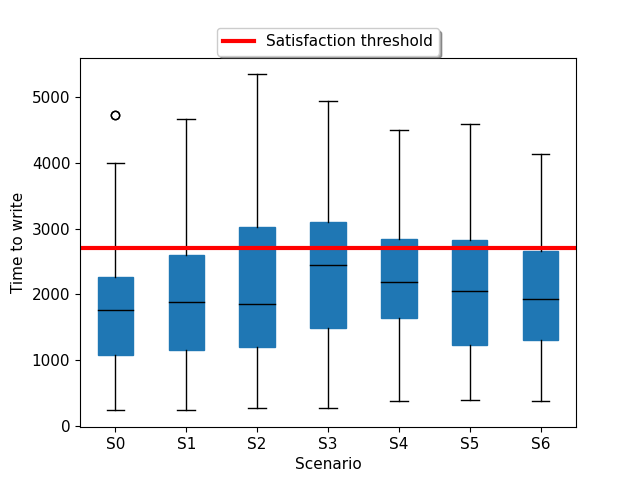 Satisfaction threshold
5000
4000
3000
2000
1000
0
Time to write
S0 S1 S2 S3 S4 S5 S6
Scenario